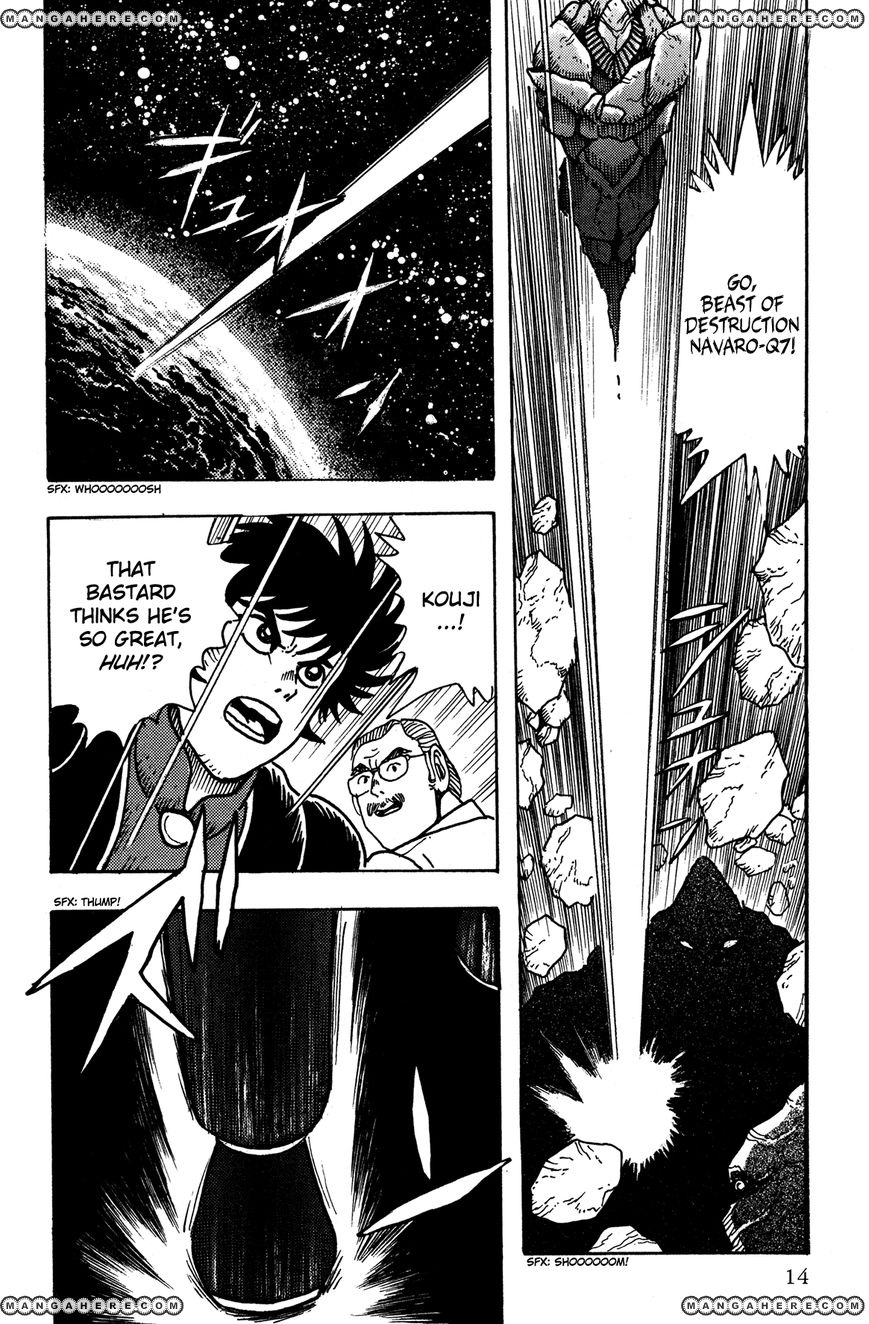 MANGAHERE.COM
MANGAHERE.COM
GO,
BEAST OF
DESTRUCTION
NAVARO-Q7!
SFX: SHOOOOOOM!
ギュオオ
SFX: WHOOOOOOOSH
KOUJI
...!
THAT
BASTARD
THINKS HE'S
SO GREAT,
HUH!?
SFX: THUMP!
14
MANGAHERE.COM
MANGAHERE.COM